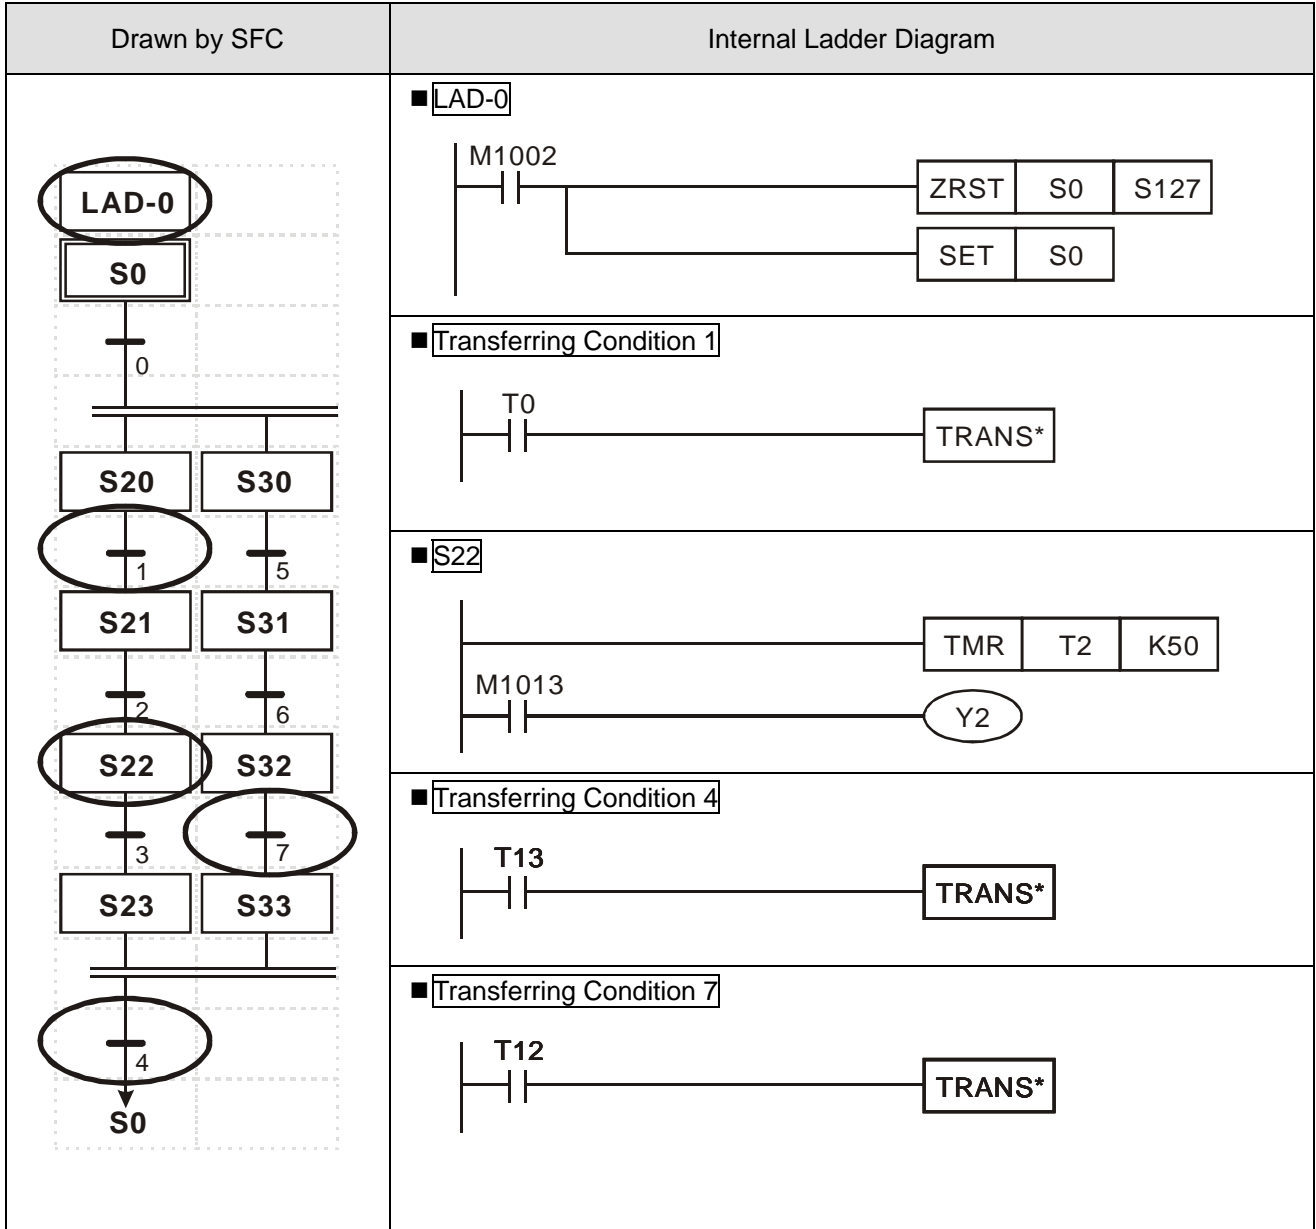 Drawn by SFC
Internal Ladder Diagram
LAD-0
S0
0
S20 S30
1 5
S21 S31
2 6
S22 S32
3 7
S23 S33
4
S0
■ LAD-0
M1002
ZRST S0 S127
SET S0
■ Transferring Condition 1
T0
TRANS*
■ S22
TMR T2 K50
M1013
Y2
■ Transferring Condition 4
T13
TRANS*
■ Transferring Condition 7
T12
TRANS*